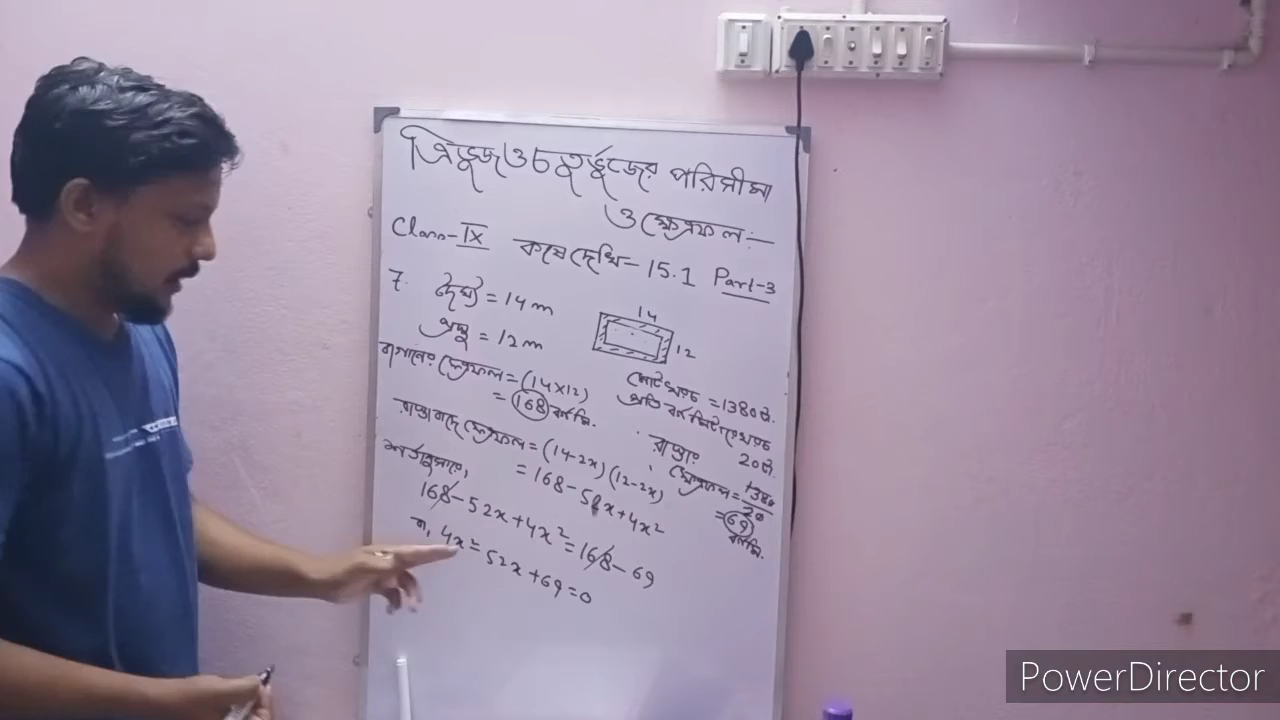 ত্রিভুজ ও চতুর্ভুজের পরিসীমা
ও ক্ষেত্রফল:—
Class-IX কষে দেখি-15.1 Part-3
7. দৈর্ঘ্য = 14m
প্রস্থ = 12m
14
12
বাগানের ক্ষেত্রফল = (14×12)
= 168 বর্গমি.
রাস্তা বাদে ক্ষেত্রফল = (14-2x)(12-2x)
= 168-52x+4x²
শর্তানুসারে,
168-52x+4x² = 168-69
বা, 4x²-52x+69=0
মোট খরচ = 1380 টা.
প্রতি বর্গমিটারে খরচ
20 টা.
রাস্তার
ক্ষেত্রফল = 1380/20
= 69
বর্গমি.
PowerDirector